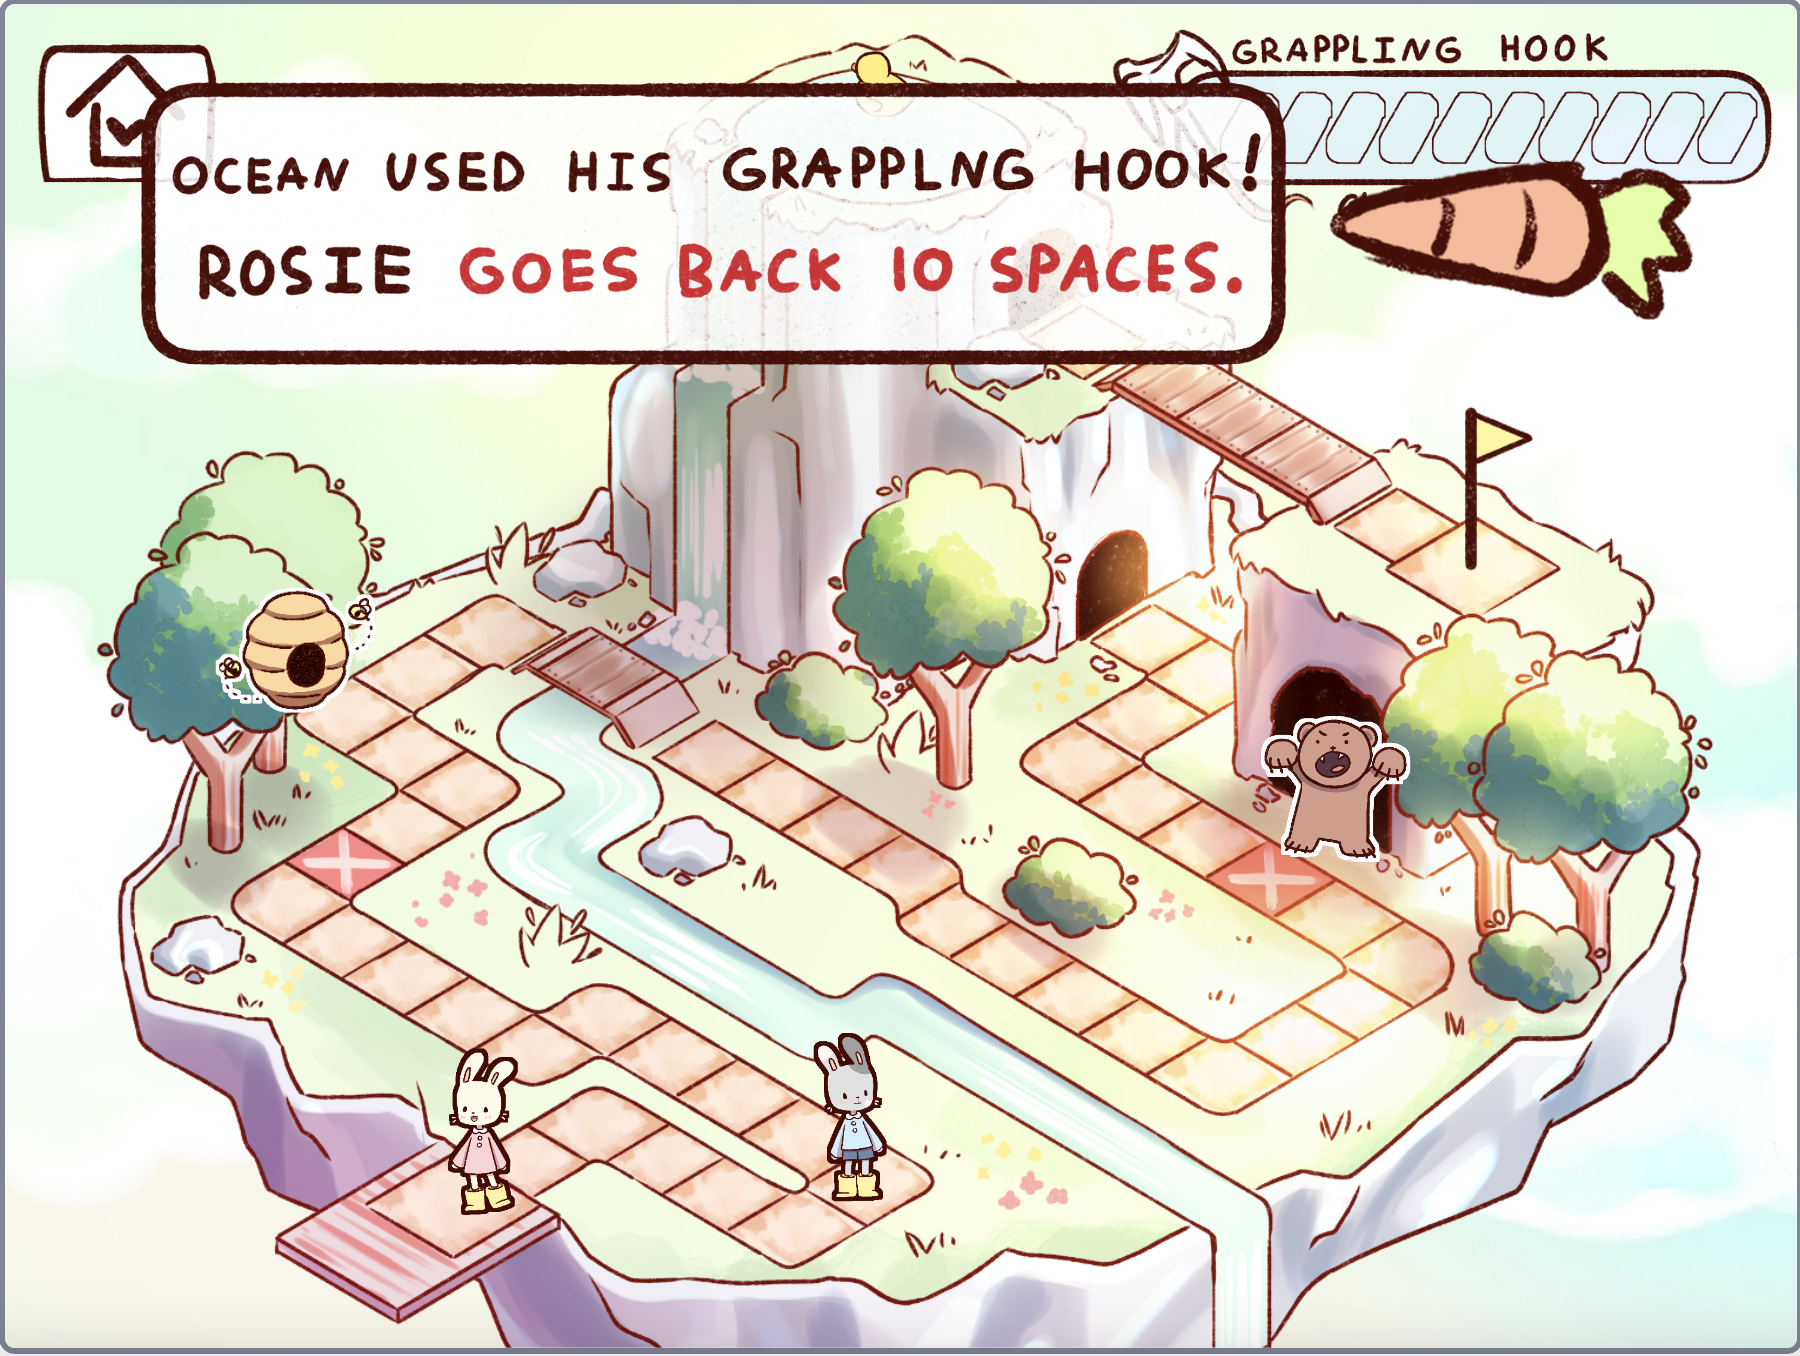 GRAPPLING HOOK
OCEAN USED HIS GRAPPLNG HOOK!
ROSIE GOES BACK 10 SPACES.